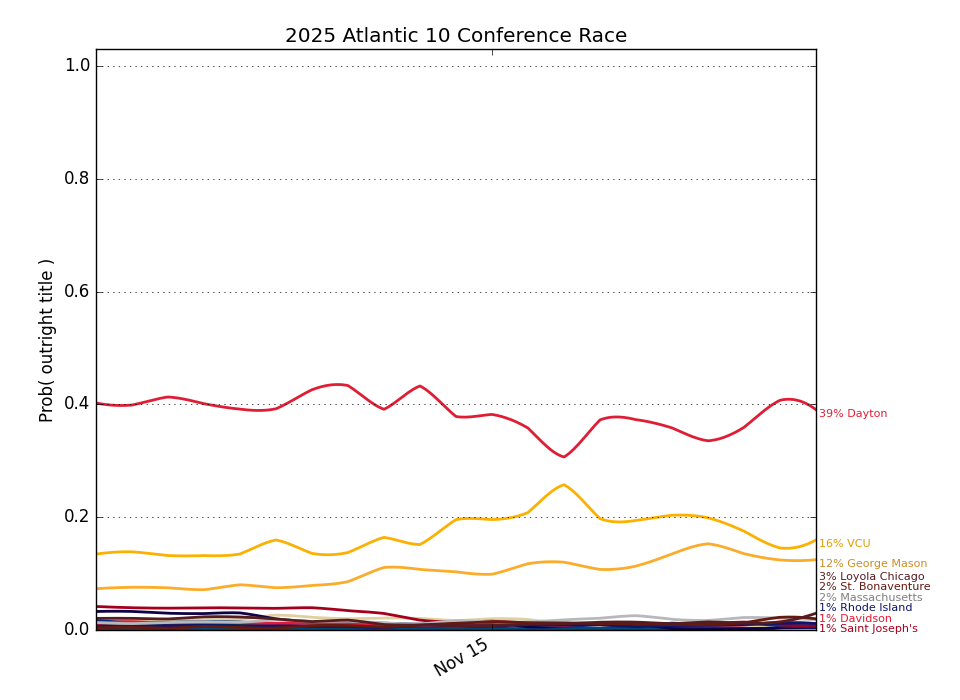 2025 Atlantic 10 Conference Race
Prob( outright title )
1.0
0.8
0.6
0.4
0.2
0.0
Nov 15
39% Dayton
16% VCU
12% George Mason
3% Loyola Chicago
2% St. Bonaventure
2% Massachusetts
1% Rhode Island
1% Davidson
1% Saint Joseph's